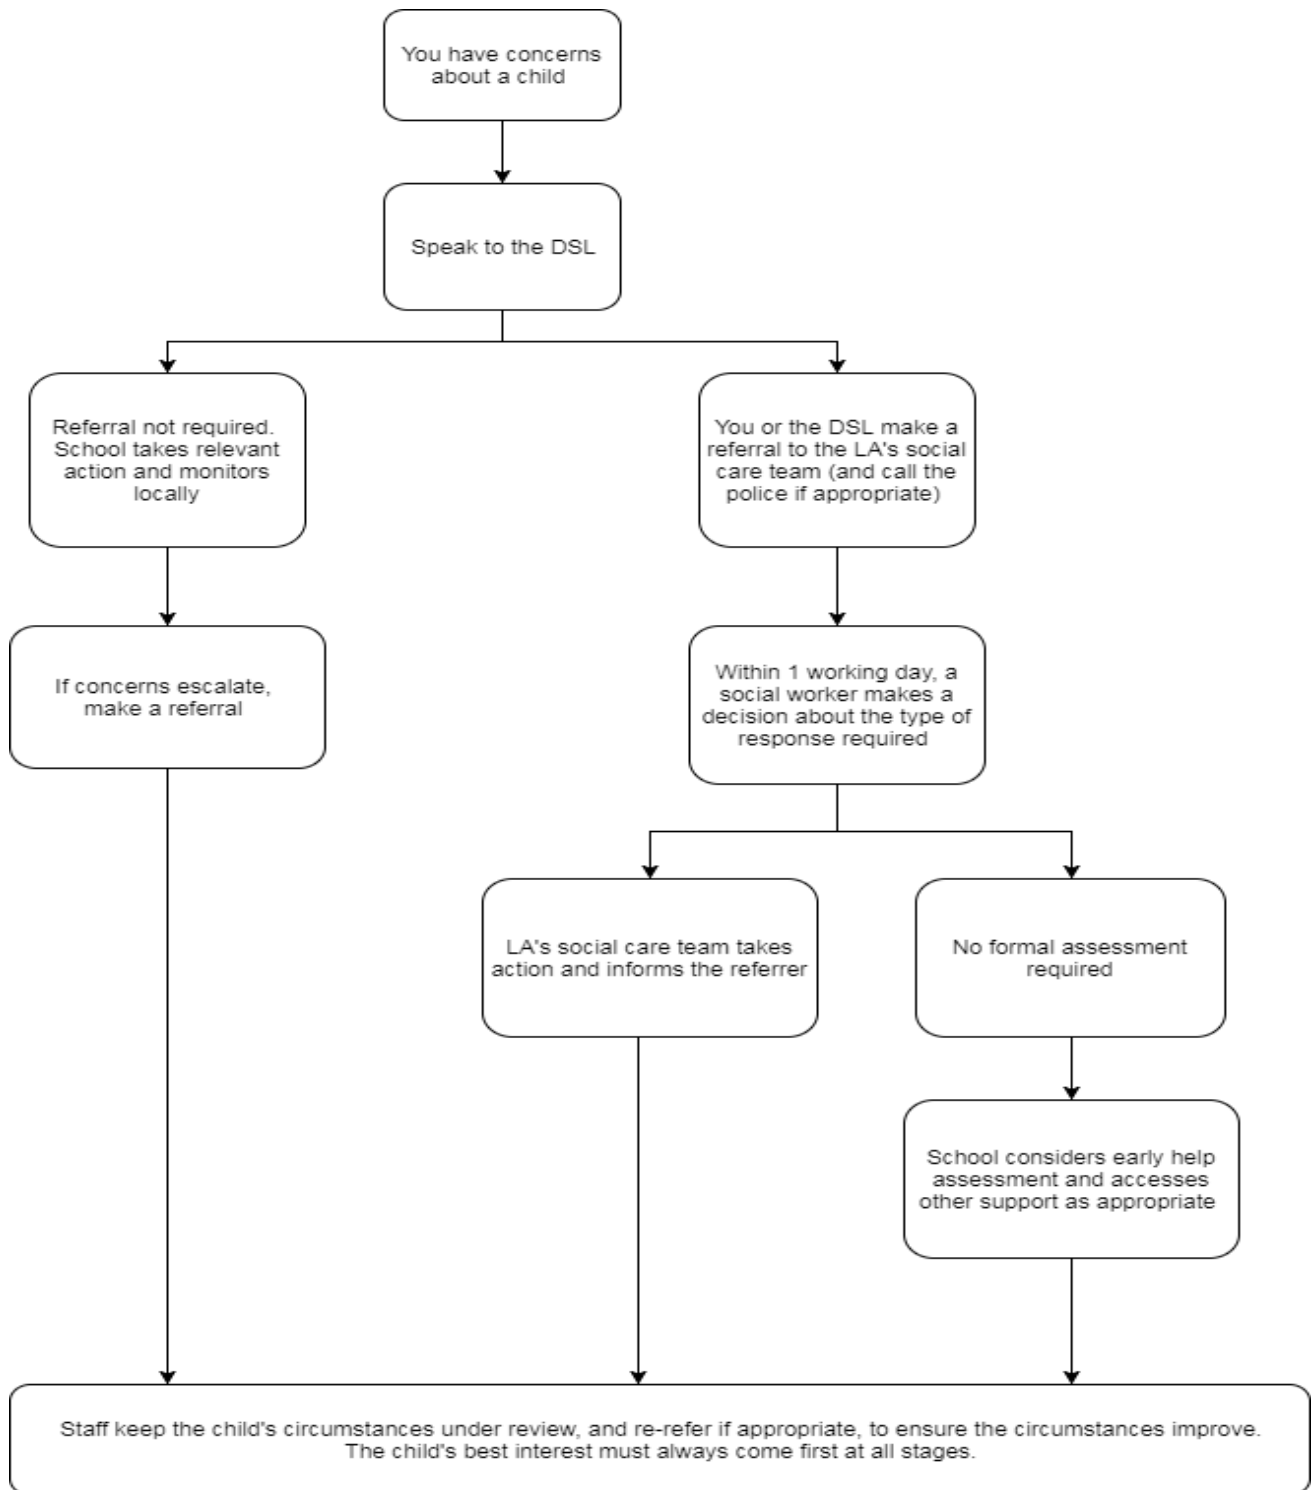 You have concerns
about a child
Speak to the DSL
Referral not required.
School takes relevant
action and monitors
locally
You or the DSL make a
referral to the LA's social
care team (and call the
police if appropriate)
If concerns escalate,
make a referral
Within 1 working day, a
social worker makes a
decision about the type of
response required
LA's social care team takes
action and informs the referrer
No formal assessment
required
School considers early help
assessment and accesses
other support as appropriate
Staff keep the child's circumstances under review, and re-refer if appropriate, to ensure the circumstances improve.
The child's best interest must always come first at all stages.